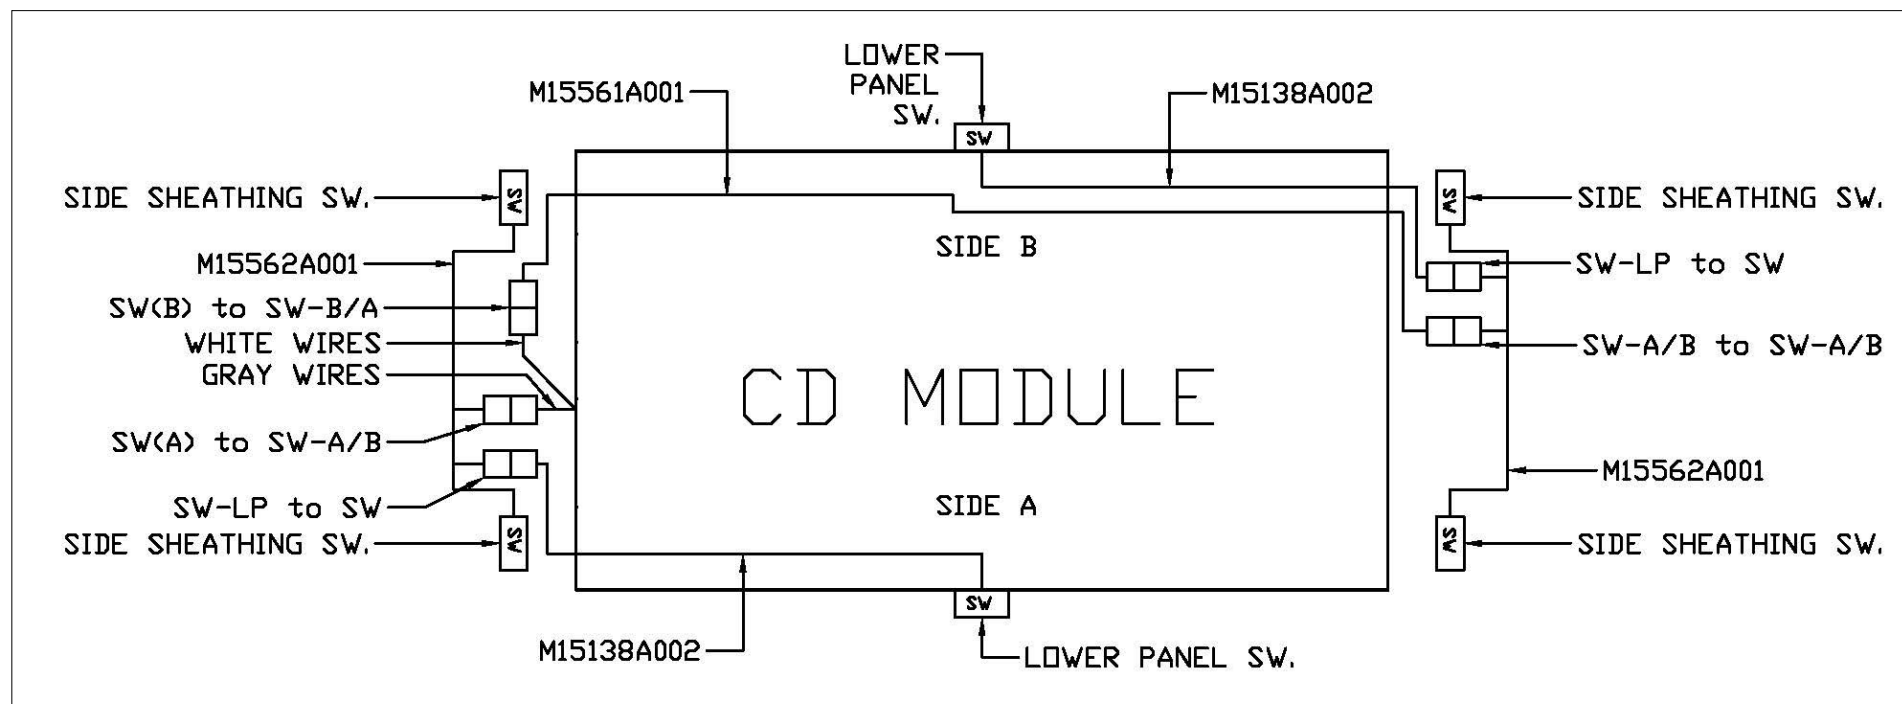 LOWER
PANEL
SW.
M15561A001
M15138A002
SW
SIDE SHEATHING SW.
SW
SW
SIDE SHEATHING SW.
SIDE B
M15562A001
SW-LP to SW
SW(B) to SW-B/A
WHITE WIRES
SW-A/B to SW-A/B
GRAY WIRES
CD MODULE
SW(A) to SW-A/B
M15562A001
SW-LP to SW
SIDE A
SIDE SHEATHING SW.
SW
SW
SIDE SHEATHING SW.
SW
M15138A002
LOWER PANEL SW.